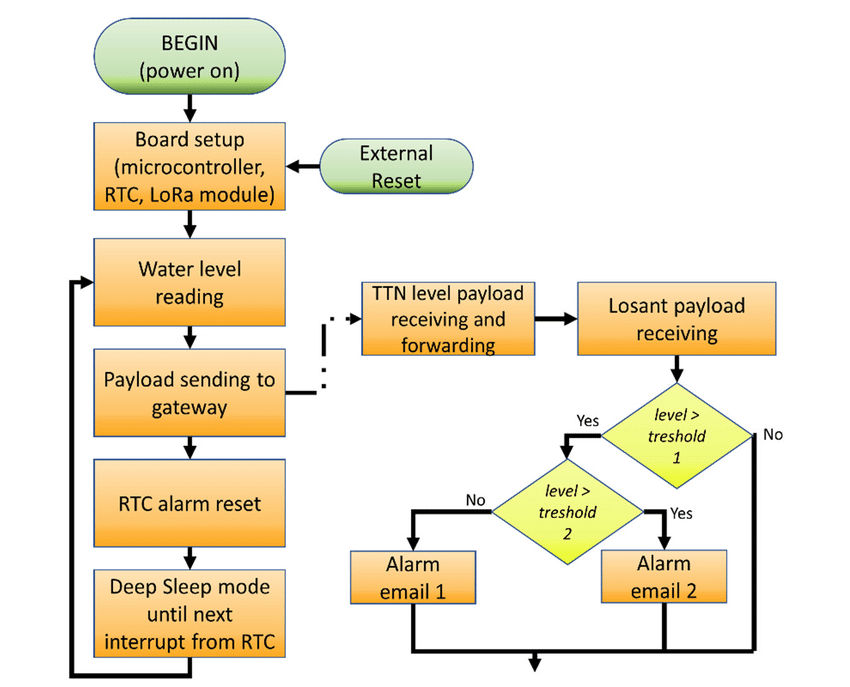 BEGIN
(power on)
Board setup
(microcontroller,
RTC, LoRa module)
External
Reset
Water level
reading
Payload sending to
gateway
RTC alarm reset
Deep Sleep mode
until next
interrupt from RTC
TTN level payload
receiving and
forwarding
Losant payload
receiving
level >
treshold
1
Yes
No
level >
treshold
2
No
Yes
Alarm
email 1
Alarm
email 2